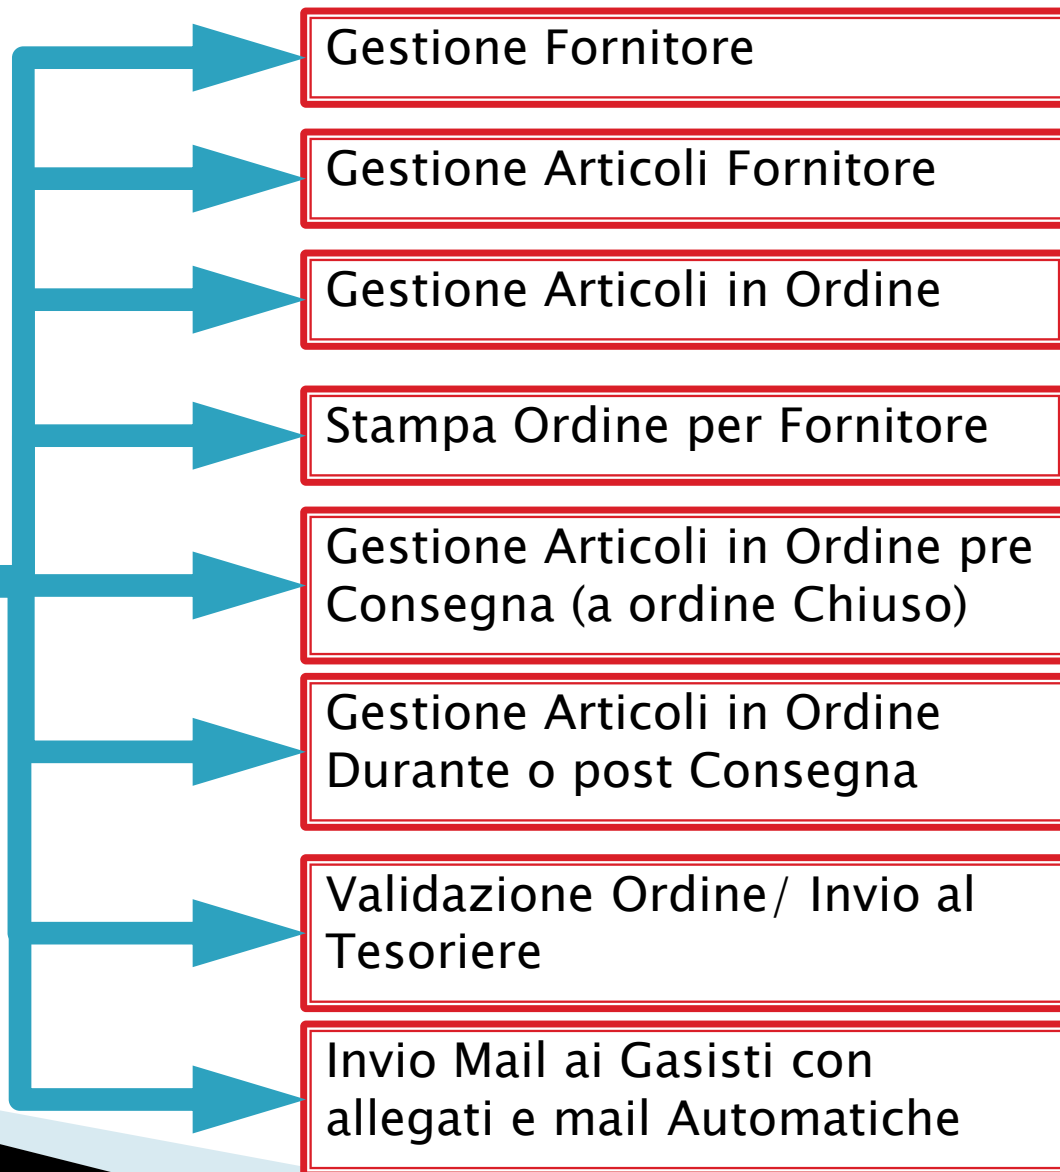 Gestione Fornitore
Gestione Articoli Fornitore
Gestione Articoli in Ordine
Stampa Ordine per Fornitore
Gestione Articoli in Ordine pre
Consegna (a ordine Chiuso)
Gestione Articoli in Ordine
Durante o post Consegna
Validazione Ordine/ Invio al
Tesoriere
Invio Mail ai Gasisti con
allegati e mail Automatiche